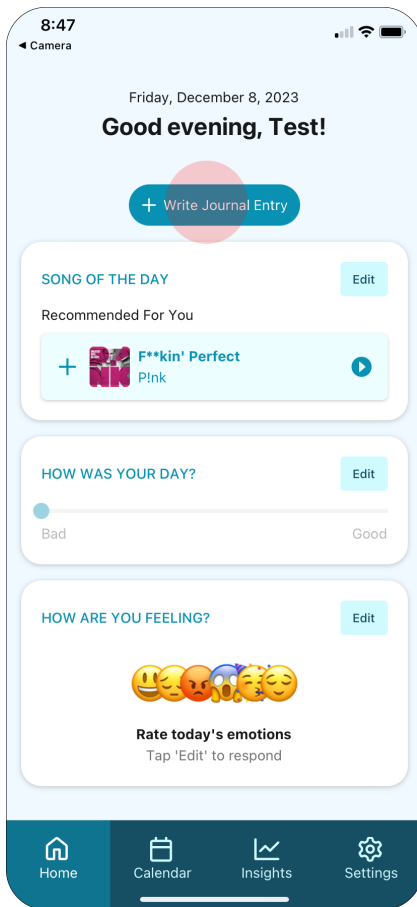 8:47
◀ Camera
Friday, December 8, 2023
Good evening, Test!
+ Write Journal Entry
SONG OF THE DAY
Edit
Recommended For You
F**kin' Perfect
P!nk
HOW WAS YOUR DAY?
Edit
Bad
Good
HOW ARE YOU FEELING?
Edit
Rate today's emotions
Tap 'Edit' to respond
Home
Calendar
Insights
Settings